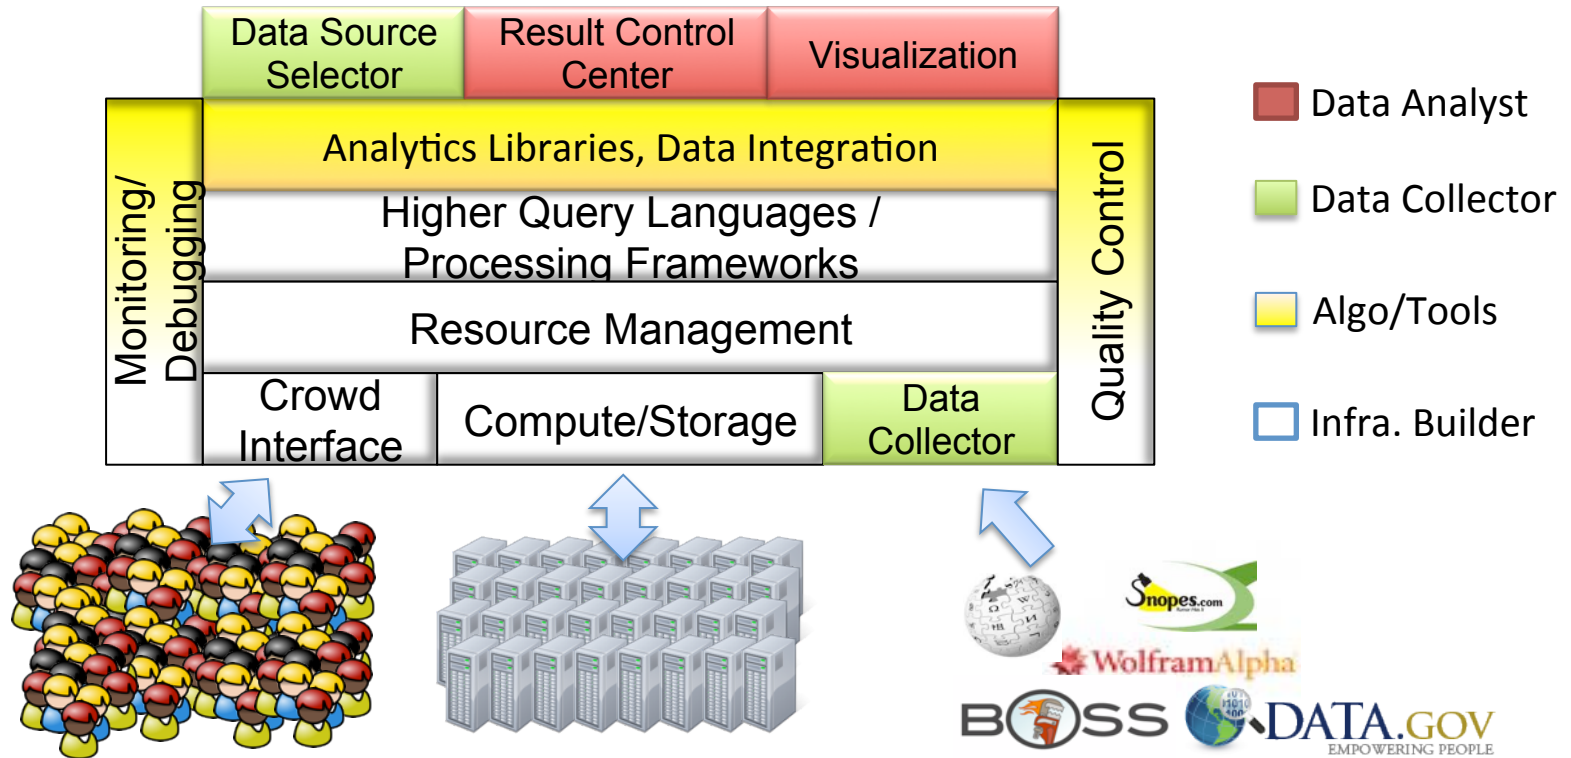 Data Source
Selector
Result Control
Center
Visualization
Monitoring/
Debugging
Analytics Libraries, Data Integration
Higher Query Languages /
Processing Frameworks
Resource Management
Crowd
Interface
Compute/Storage
Data
Collector
Quality Control
Data Analyst
Data Collector
Algo/Tools
Infra. Builder
Snopes.com
WolframAlpha
BOSS
DATA.GOV
EMPOWERING PEOPLE